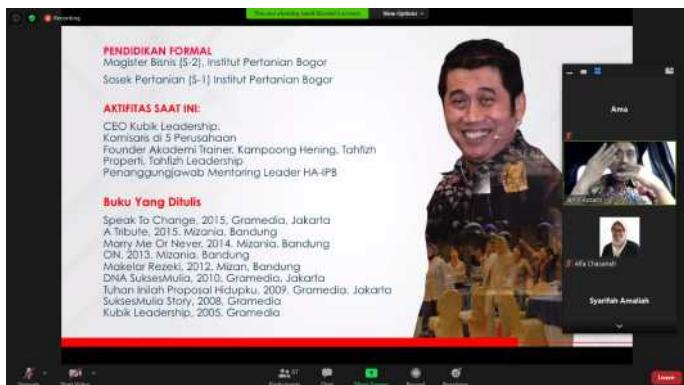 Recording
View Options
PENDIDIKAN FORMAL
Magister Bisnis (S-2), Institut Pertanian Bogor
Sosek Pertanian (S-1) Institut Pertanian Bogor
AKTIFITAS SAAT INI:
CEO Kubik Leadership.
Komisaris di 5 Perusahaan
Founder Akademi Trainer, Kampoong Hening, Tahfizh
Properti, Tahfizh Leadership
Penanggungjawab Mentoring Leader HA-IPB
Buku Yang Ditulis
Speak To Change, 2015, Gramedia, Jakarta
A Tribute, 2015. Mizania, Bandung
Marry Me Or Never, 2014. Mizania. Bandung
ON, 2013. Mizania. Bandung
Makelar Rezeki, 2012, Mizan, Bandung
DNA SuksesMulia, 2010, Gramedia, Jakarta
Tuhan Inilah Proposal Hidupku, 2009. Gramedia, Jakarta
SuksesMulia Story, 2008, Gramedia
Kubik Leadership, 2005. Gramedia
Ama
Alfa Chasanah
Syarifah Amaliah
Leave